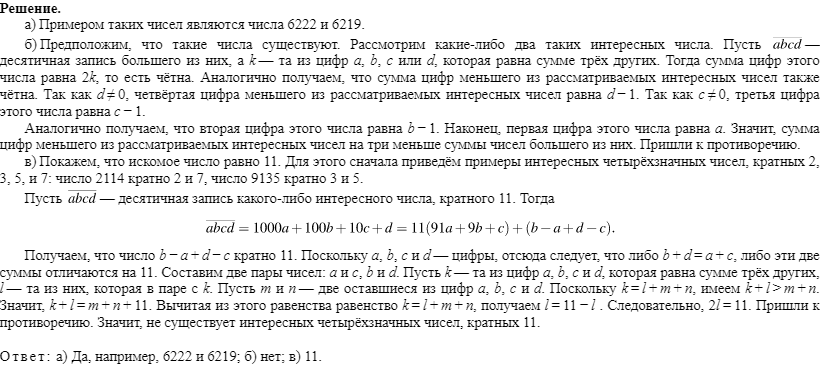 Решение.
а) Примером таких чисел являются числа 6222 и 6219.
б) Предположим, что такие числа существуют. Рассмотрим какие-либо два таких интересных числа. Пусть abcd —
десятичная запись большего из них, а k — та из цифр a, b, c или d, которая равна сумме трёх других. Тогда сумма цифр этого
числа равна 2k, то есть чётна. Аналогично получаем, что сумма цифр меньшего из рассматриваемых интересных чисел также
чётна. Так как d ≠ 0, четвёртая цифра меньшего из рассматриваемых интересных чисел равна d − 1. Так как c ≠ 0, третья цифра
этого числа равна c − 1.
Аналогично получаем, что вторая цифра этого числа равна b − 1. Наконец, первая цифра этого числа равна a. Значит, сумма
цифр меньшего из рассматриваемых интересных чисел на три меньше суммы чисел большего из них. Пришли к противоречию.
в) Покажем, что искомое число равно 11. Для этого сначала приведём примеры интересных четырёхзначных чисел, кратных 2,
3, 5, и 7: число 2114 кратно 2 и 7, число 9135 кратно 3 и 5.
Пусть abcd — десятичная запись какого-либо интересного числа, кратного 11. Тогда
abcd = 1000a + 100b + 10c + d = 11(91a + 9b + c) + (b − a + d − c).
Получаем, что число b − a + d − c кратно 11. Поскольку a, b, c и d — цифры, отсюда следует, что либо b + d = a + c, либо эти две
суммы отличаются на 11. Составим две пары чисел: a и c, b и d. Пусть k — та из цифр a, b, c и d, которая равна сумме трёх других,
l — та из них, которая в паре с k. Пусть m и n — две оставшиеся из цифр a, b, c и d. Поскольку k = l + m + n, имеем k + l > m + n.
Значит, k + l = m + n + 11. Вычитая из этого равенства равенство k = l + m + n, получаем l = 11 − l . Следовательно, 2l = 11. Пришли к
противоречию. Значит, не существует интересных четырёхзначных чисел, кратных 11.
Ответ: а) Да, например, 6222 и 6219; б) нет; в) 11.